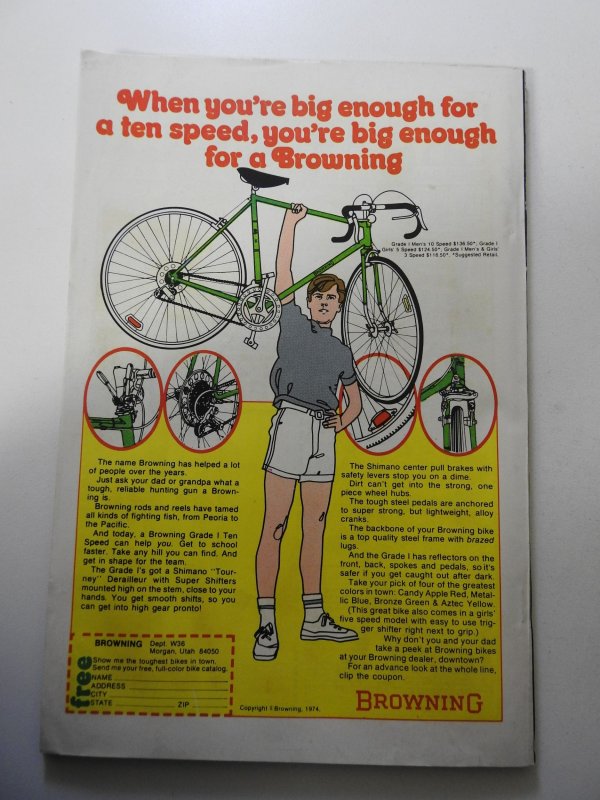 When you're big enough for
a ten speed, you're big enough
for a Browning
Grade I Men's 10 Speed $136.50*, Grade I
Girls' 5 Speed $124.50*, Grade I Men's & Girls'
3 Speed $116.50*. *Suggested Retail.
The name Browning has helped a lot
of people over the years.
Just ask your dad or grandpa what a
tough, reliable hunting gun a Brown-
ing is.
Browning rods and reels have tamed
all kinds of fighting fish, from Peoria to
the Pacific.
And today, a Browning Grade I Ten
Speed can help you. Get to school
faster. Take any hill you can find. And
get in shape for the team.
The Grade I's got a Shimano "Tour-
ney" Derailleur with Super Shifters
mounted high on the stem, close to your
hands. You get smooth shifts, so you
can get into high gear pronto!
The Shimano center pull brakes with
safety levers stop you on a dime.
Dirt can't get into the strong, one
piece wheel hubs.
The tough steel pedals are anchored
to super strong, but lightweight, alloy
cranks.
The backbone of your Browning bike
is a top quality steel frame with brazed
lugs.
And the Grade I has reflectors on the
front, back, spokes and pedals, so it's
safer if you get caught out after dark.
Take your pick of four of the greatest
colors in town: Candy Apple Red, Metal-
lic Blue, Bronze Green & Aztec Yellow.
(This great bike also comes in a girls'
five speed model with easy to use trig-
ger shifter right next to grip.)
Why don't you and your dad
take a peek at Browning bikes
at your Browning dealer, downtown?
For an advance look at the whole line,
clip the coupon.
BROWNING Dept. W36
Morgan, Utah 84050
free
Show me the toughest bikes in town.
Send me your free, full-color bike catalog.
NAME
ADDRESS
CITY
STATE ZIP
Copyright © Browning, 1974.
BROWNING